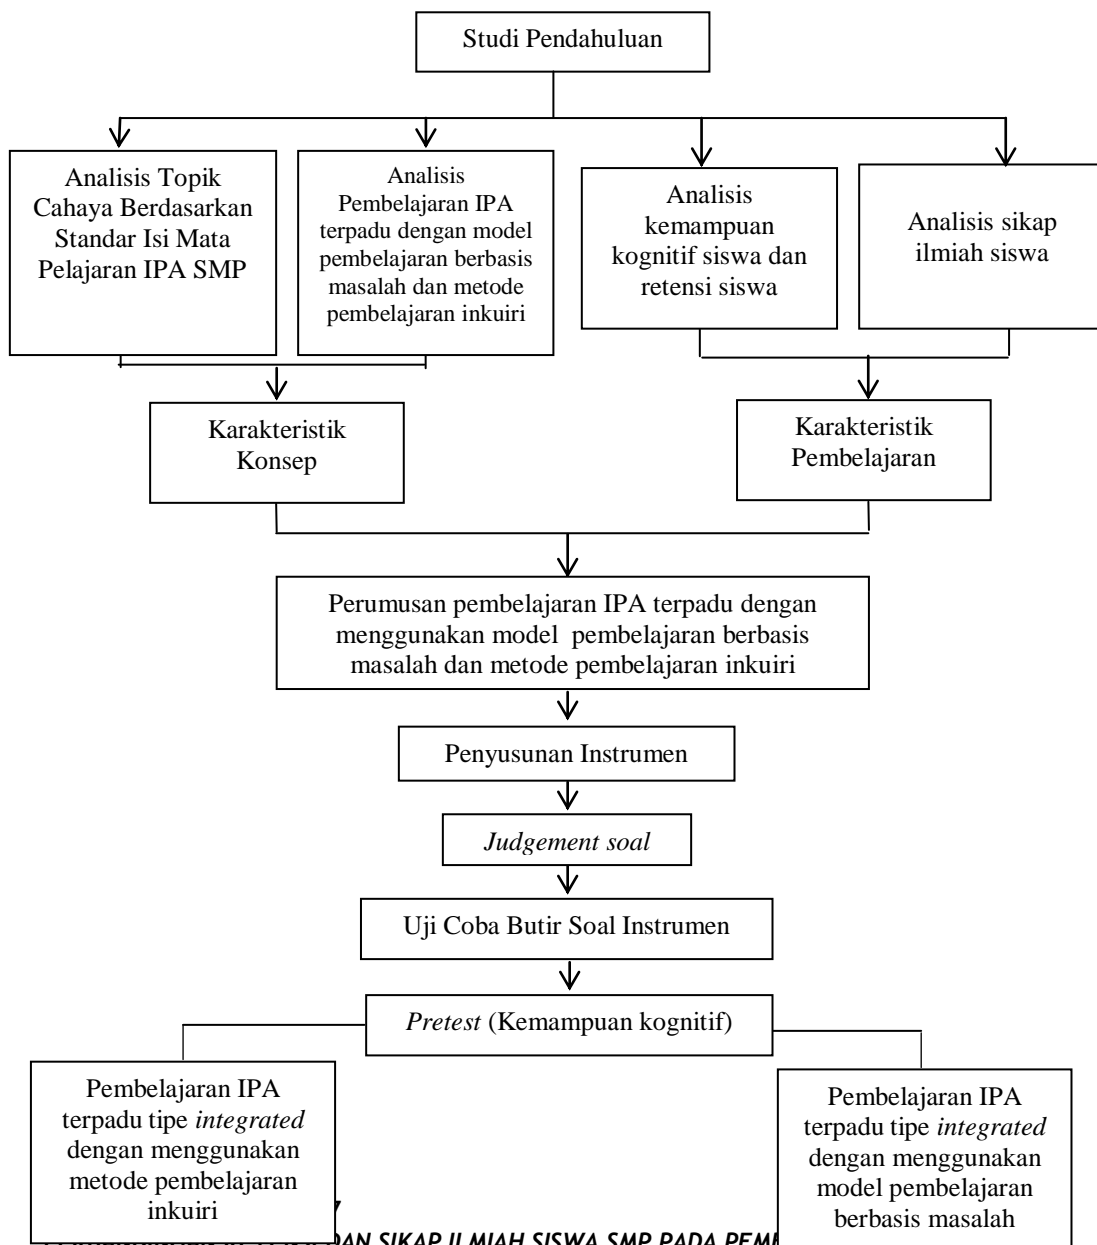 Studi Pendahuluan
Analisis Topik
Cahaya Berdasarkan
Standar Isi Mata
Pelajaran IPA SMP
Analisis
Pembelajaran IPA
terpadu dengan model
pembelajaran berbasis
masalah dan metode
pembelajaran inkuiri
Analisis
kemampuan
kognitif siswa dan
retensi siswa
Analisis sikap
ilmiah siswa
Karakteristik
Konsep
Karakteristik
Pembelajaran
Perumusan pembelajaran IPA terpadu dengan
menggunakan model  pembelajaran berbasis
masalah dan metode pembelajaran inkuiri
Penyusunan Instrumen
Judgement soal
Uji Coba Butir Soal Instrumen
Pretest (Kemampuan kognitif)
Pembelajaran IPA
terpadu tipe integrated
dengan menggunakan
metode pembelajaran
inkuiri
Pembelajaran IPA
terpadu tipe integrated
dengan menggunakan
model pembelajaran
berbasis masalah
DAN SIKAP ILMIAH SISWA SMP PADA